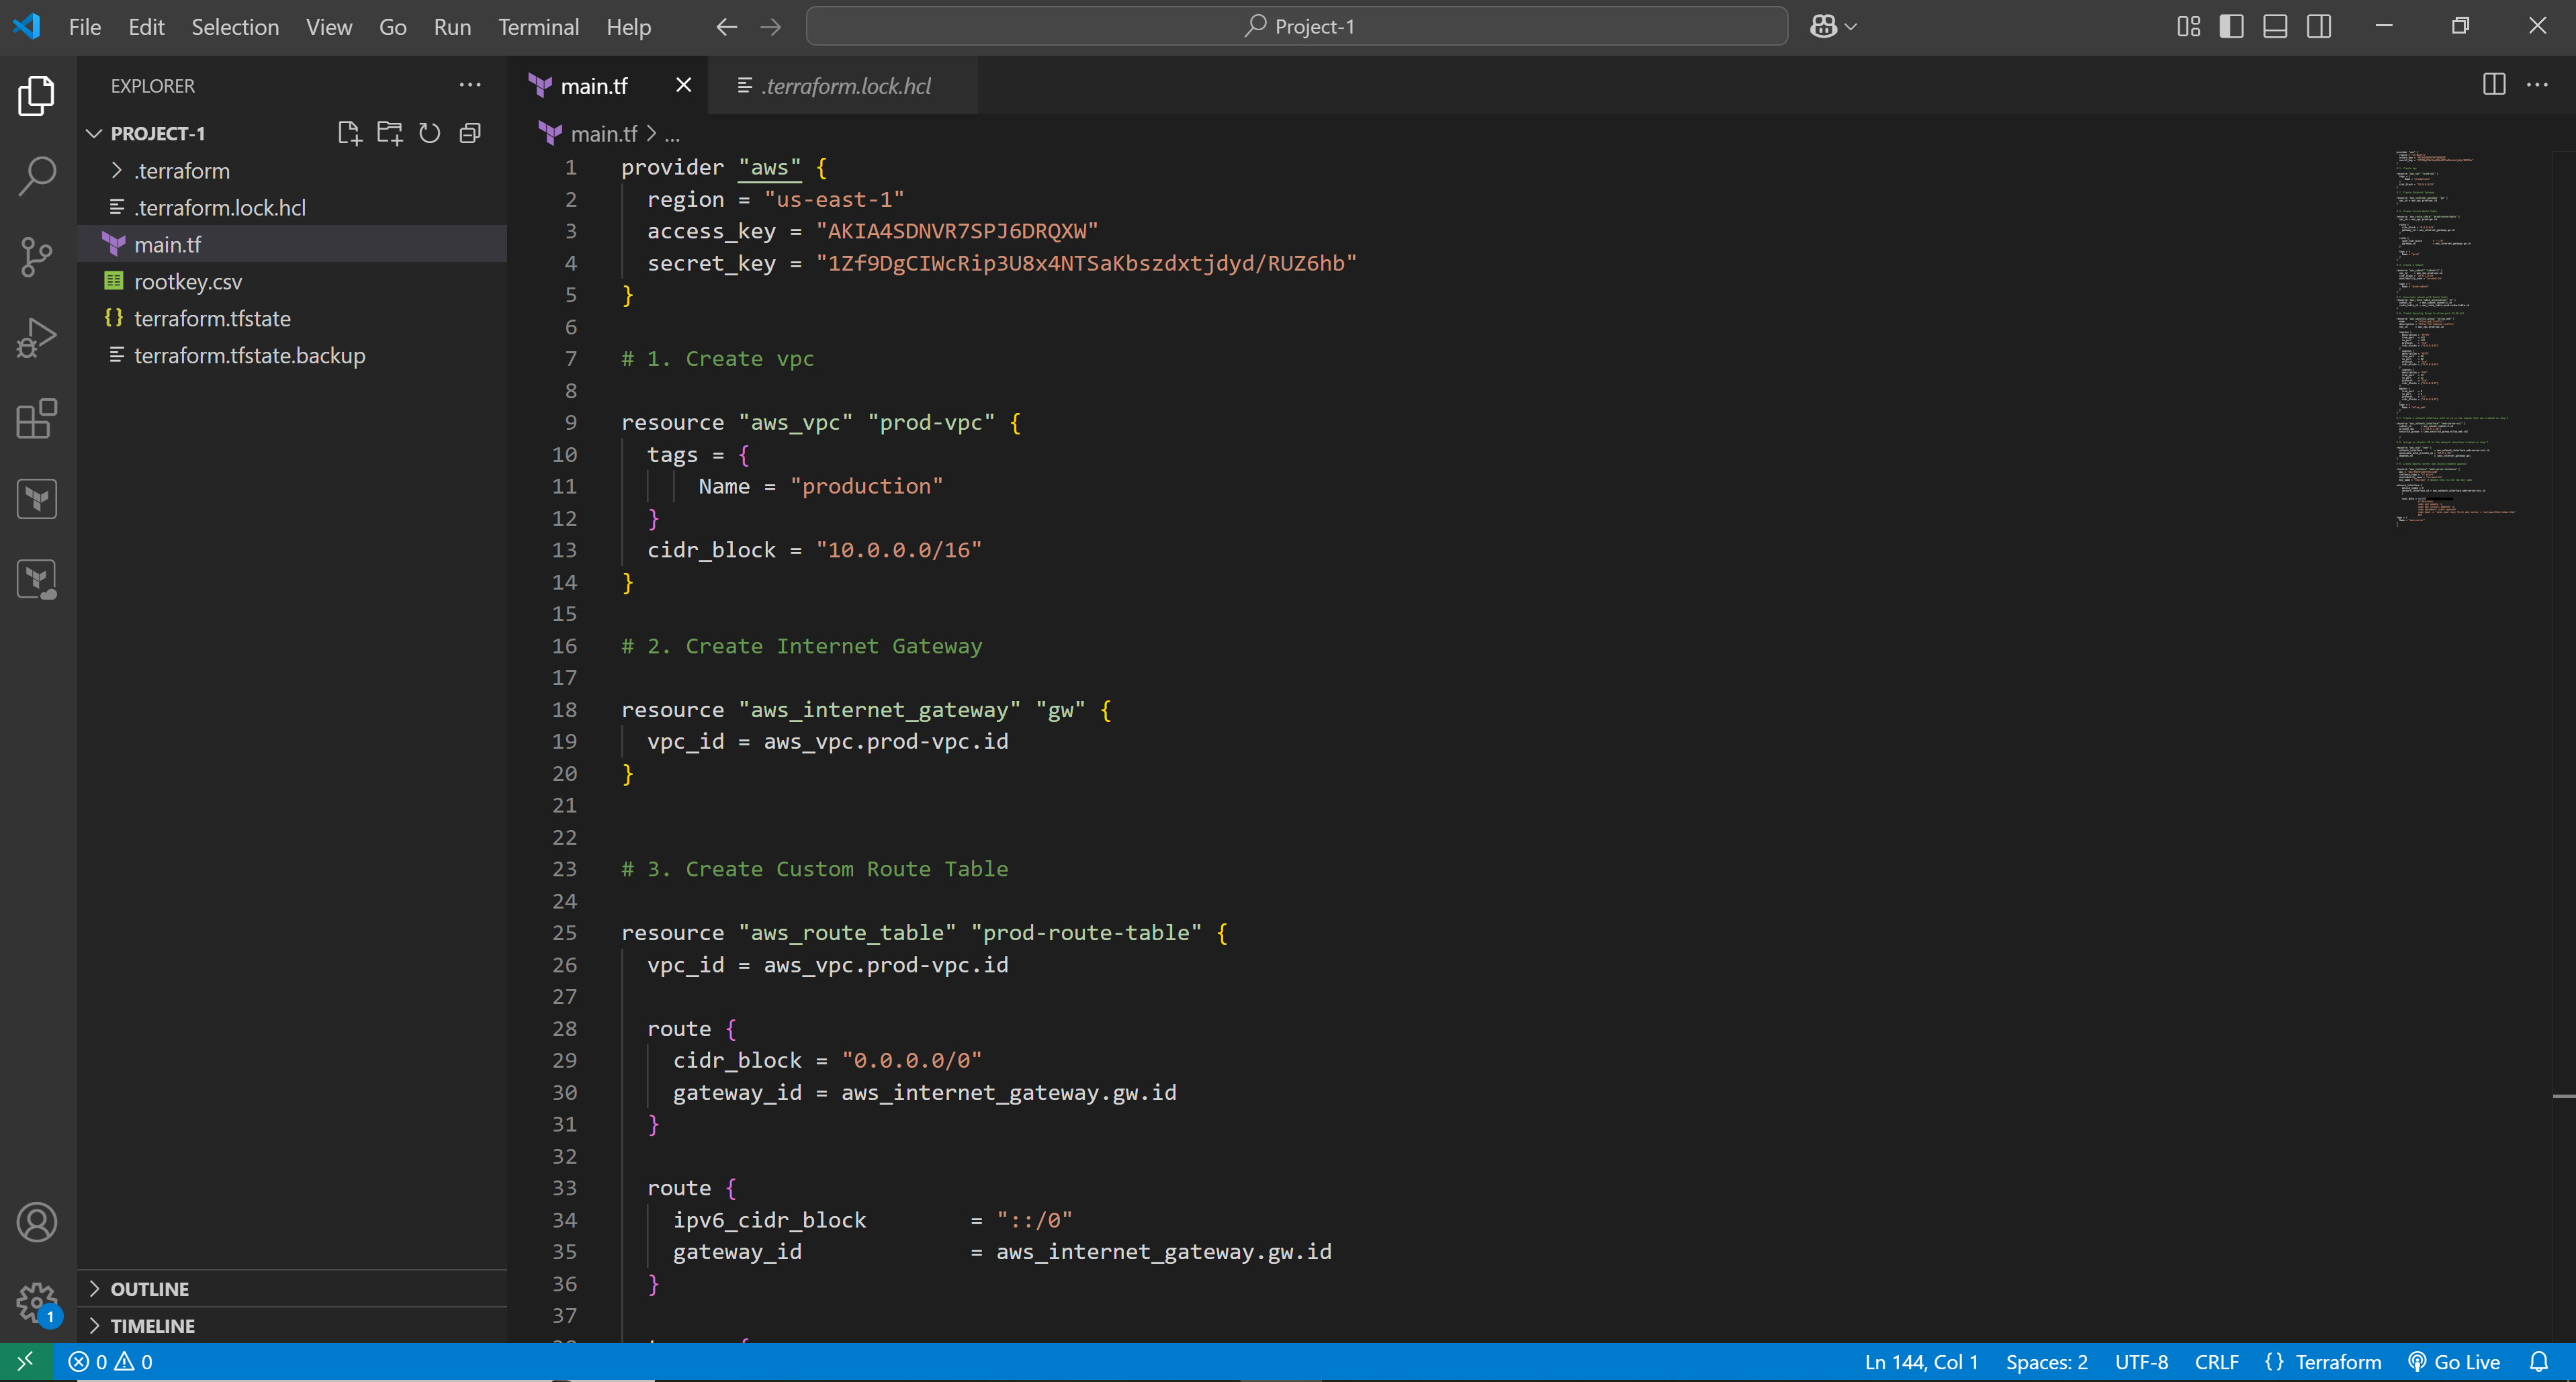 File Edit Selection View Go Run Terminal Help
Project-1
EXPLORER
PROJECT-1
.terraform
.terraform.lock.hcl
main.tf
rootkey.csv
terraform.tfstate
terraform.tfstate.backup
OUTLINE
TIMELINE
main.tf
.terraform.lock.hcl
main.tf > ...
1 provider "aws" {
2 region = "us-east-1"
3 access_key = "AKIA4SDNVR7SPJ6DRQXW"
4 secret_key = "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"
5 }
6
7 # 1. Create vpc
8
9 resource "aws_vpc" "prod-vpc" {
10 tags = {
11 Name = "production"
12 }
13 cidr_block = "10.0.0.0/16"
14 }
15
16 # 2. Create Internet Gateway
17
18 resource "aws_internet_gateway" "gw" {
19 vpc_id = aws_vpc.prod-vpc.id
20 }
21
22
23 # 3. Create Custom Route Table
24
25 resource "aws_route_table" "prod-route-table" {
26 vpc_id = aws_vpc.prod-vpc.id
27
28 route {
29 cidr_block = "0.0.0.0/0"
30 gateway_id = aws_internet_gateway.gw.id
31 }
32
33 route {
34 ipv6_cidr_block = "::/0"
35 gateway_id = aws_internet_gateway.gw.id
36 }
37
1
0 0
Ln 144, Col 1 Spaces: 2 UTF-8 CRLF {} Terraform Go Live